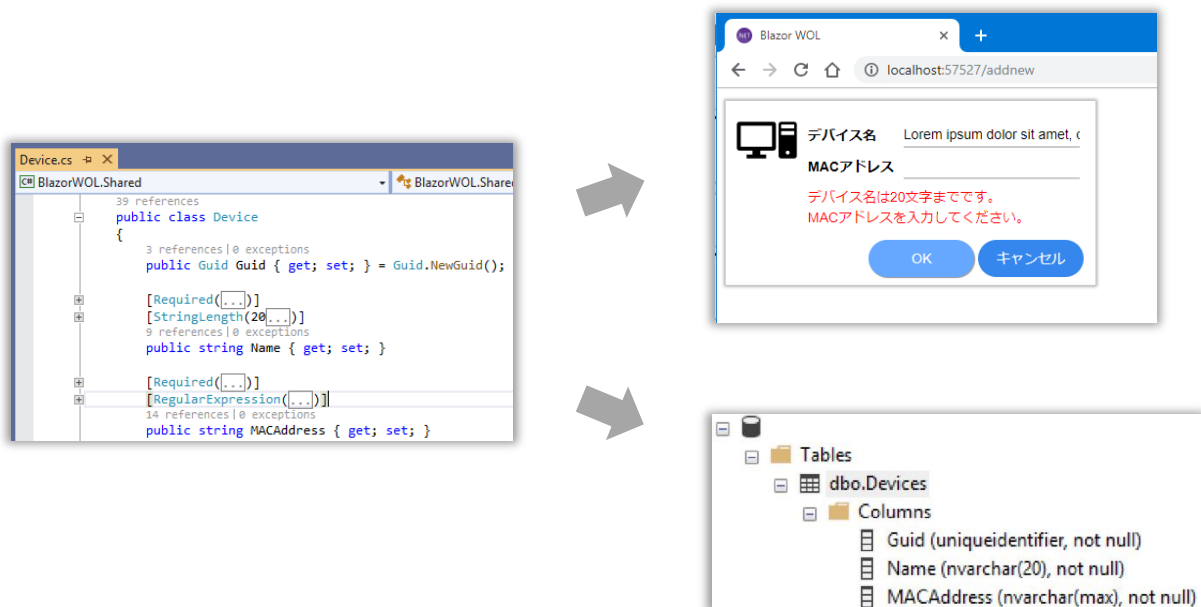 Device.cs
BlazorWOL.Shared
BlazorWOL.Share
39 references
public class Device
{
3 references | 0 exceptions
public Guid Guid { get; set; } = Guid.NewGuid();
[Required(...)]
[StringLength(20...)]
9 references | 0 exceptions
public string Name { get; set; }
[Required(...)]
[RegularExpression(...)]
14 references | 0 exceptions
public string MACAddress { get; set; }
Blazor WOL
localhost:57527/addnew
デバイス名 Lorem ipsum dolor sit amet, c
MACアドレス
デバイス名は20文字までです。
MACアドレスを入力してください。
OK キャンセル
Tables
dbo.Devices
Columns
Guid (uniqueidentifier, not null)
Name (nvarchar(20), not null)
MACAddress (nvarchar(max), not null)